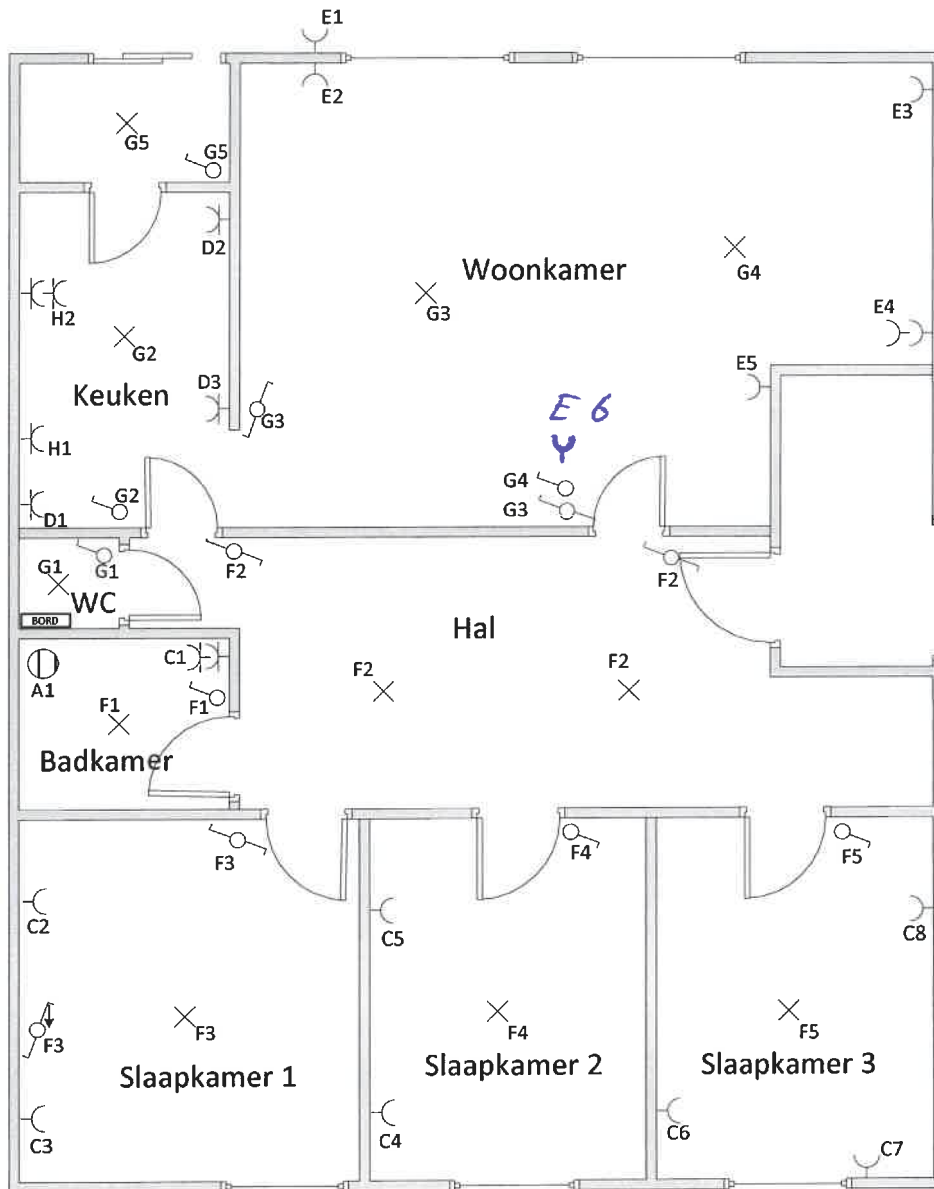 E1
E2
E3
G5
G5
D2
Woonkamer
G4
G3
H2
E4
G2
E5
Keuken
D3
G3
E 6
H1
G4
G2
G3
D1
G1
F2
F2
G1
WC
BORD
Hal
C1
A1
F2
F2
F1
F1
Badkamer
F3
F4
F5
C2
C5
C8
F3
F3
F4
F5
Slaapkamer 1
Slaapkamer 2
Slaapkamer 3
C3
C4
C6
C7